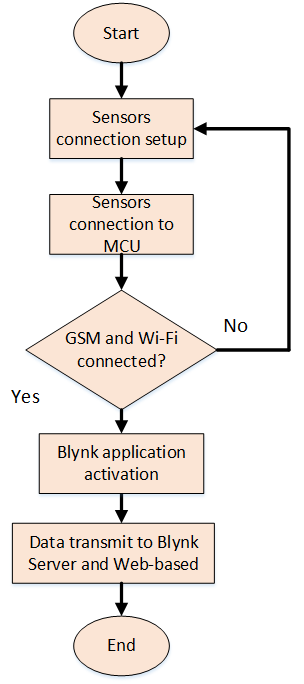 Start
Sensors
connection setup
Sensors
connection to
MCU
GSM and Wi-Fi
connected?
No
Yes
Blynk application
activation
Data transmit to Blynk
Server and Web-based
End